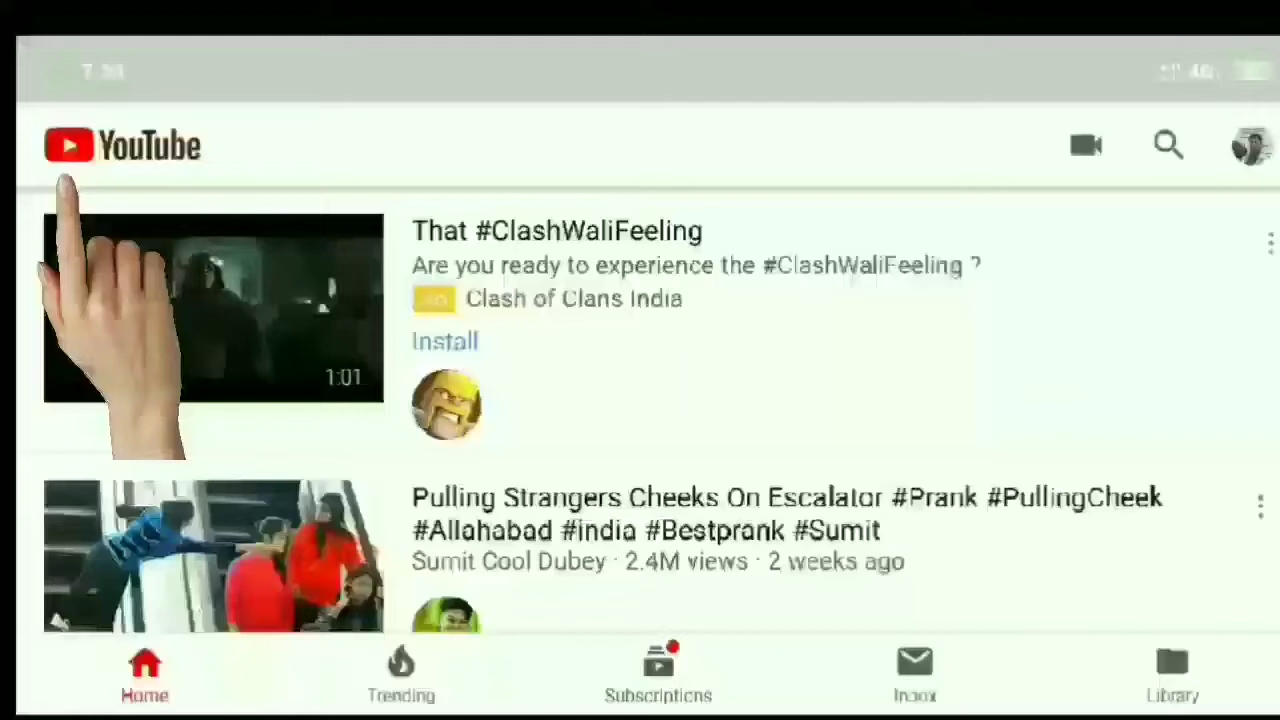 YouTube
That #ClashWaliFeeling
Are you ready to experience the #ClashWaliFeeling ?
Clash of Clans India
Install
1:01
Pulling Strangers Cheeks On Escalator #Prank #PullingCheek
#Allahabad #india #Bestprank #Sumit
Sumit Cool Dubey · 2.4M views · 2 weeks ago
Home
Trending
Subscriptions
Inbox
Library